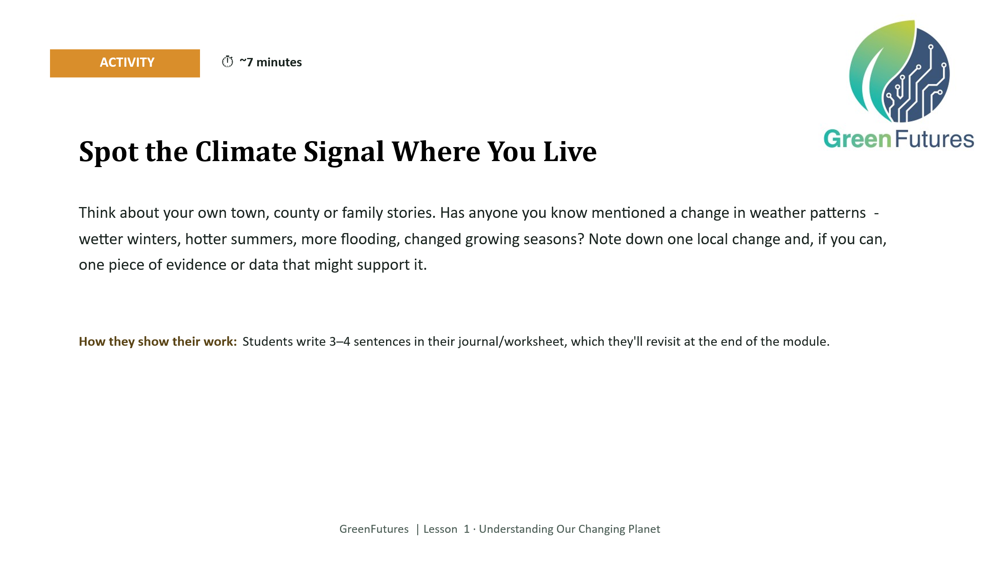 ACTIVITY
⏱ ~7 minutes
GreenFutures
Spot the Climate Signal Where You Live
Think about your own town, county or family stories. Has anyone you know mentioned a change in weather patterns  -
wetter winters, hotter summers, more flooding, changed growing seasons? Note down one local change and, if you can,
one piece of evidence or data that might support it.
How they show their work: Students write 3–4 sentences in their journal/worksheet, which they'll revisit at the end of the module.
GreenFutures  | Lesson  1 · Understanding Our Changing Planet